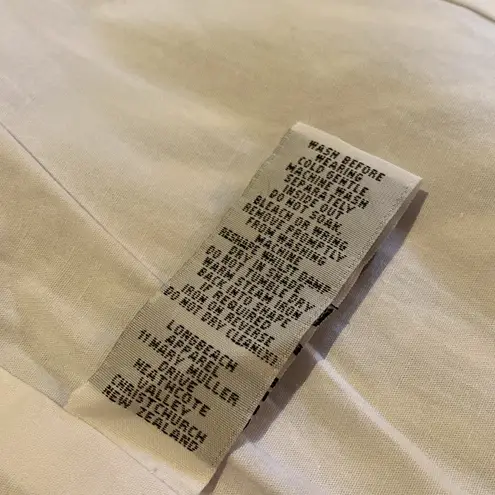 WASH BEFORE
WEARING
COLD GENTLE
MACHINE WASH
SEPARATELY
INSIDE OUT
DO NOT SOAK,
BLEACH OR WRING
REMOVE PROMPTLY
FROM WASHING
MACHINE
RESHAPE WHILST DAMP
DO NOT
DRY IN SHADE
WARM TUMBLE DRY
BACK INTO SHAPE
STEAM IRON
IF REQUIRED
IRON ON REVERSE
DO NOT DRY CLEAN(X)
LONGBEACH
APPAREL
11 MARY MULLER
DRIVE
HEATHCOTE
VALLEY
CHRISTCHURCH
NEW ZEALAND